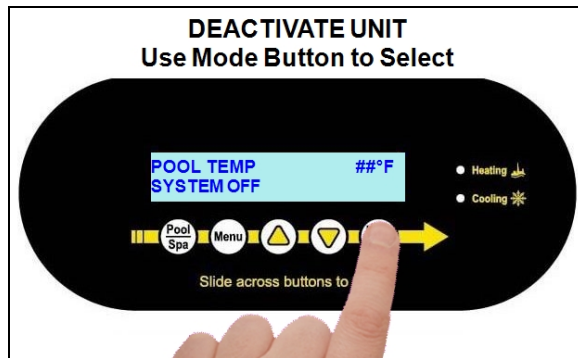 DEACTIVATE UNIT
Use Mode Button to Select
POOL TEMP ##°F
SYSTEM OFF
Heating
Cooling
Pool
Spa
Menu
Slide across buttons to